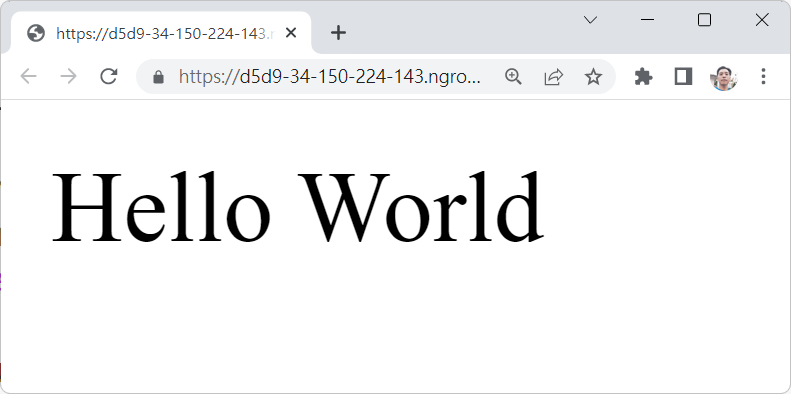 https://d5d9-34-150-224-143.n
https://d5d9-34-150-224-143.ngro...
Hello World